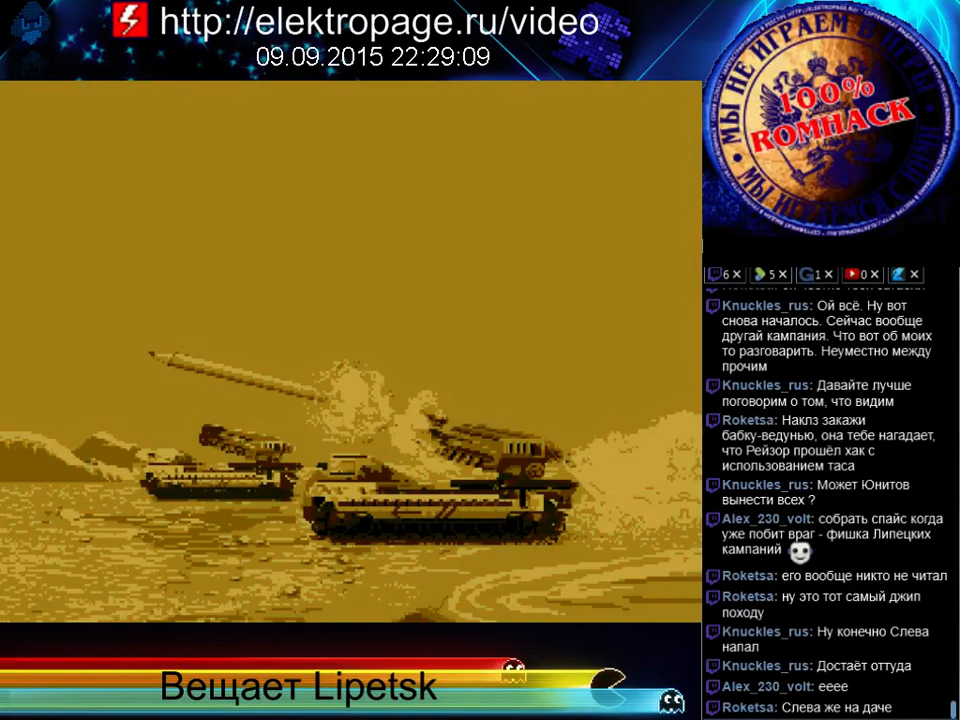 http://elektropage.ru/video
09.09.2015 22:29:09
МЫ НЕ ИГРАЕМ В ИГРЫ
100%
ROMHACK
6 × 5 × G 1 × 0 × ×
Knuckles_rus: Ой всё. Ну вот
снова началось. Сейчас вообще
другай кампания. Что вот об моих
то разговарить. Неуместно между
прочим
Knuckles_rus: Давайте лучше
поговорим о том, что видим
Roketsa: Наклз закажи
бабку-ведунью, она тебе нагадает,
что Рейзор прошёл хак с
использованием таса
Knuckles_rus: Может Юнитов
вынести всех ?
Alex_230_volt: собрать спайс когда
уже побит враг - фишка Липецких
кампаний
Roketsa: его вообще никто не читал
Roketsa: ну это тот самый джип
походу
Knuckles_rus: Ну конечно Слева
напал
Knuckles_rus: Достаёт оттуда
Alex_230_volt: ееее
Roketsa: Слева же на даче
Вещает Lipetsk